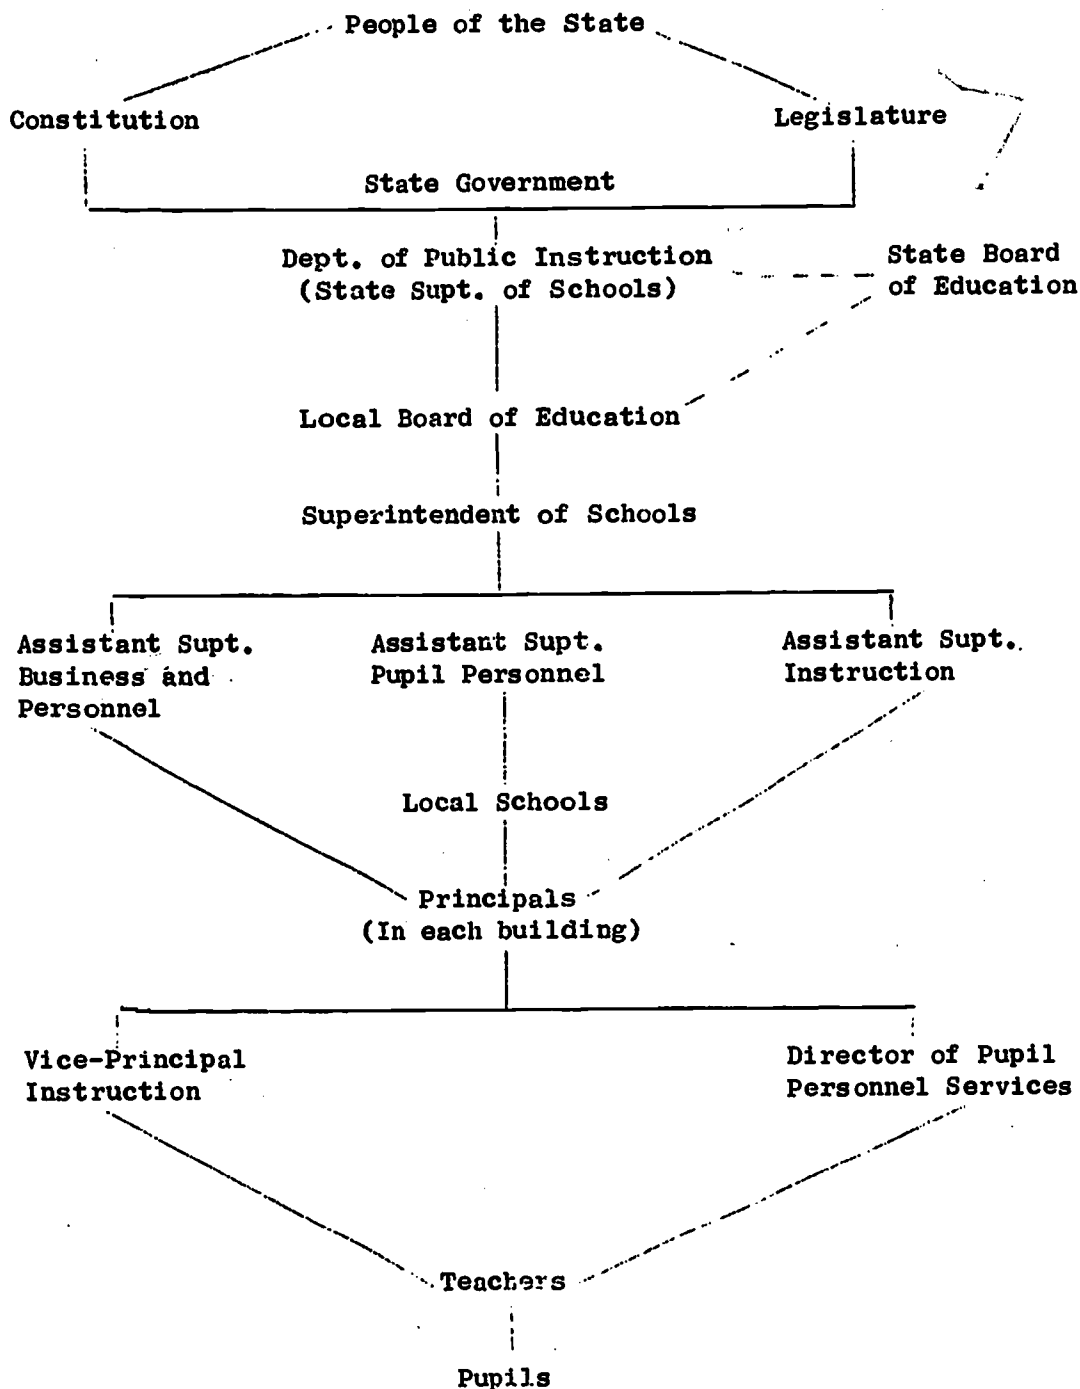 People of the State
Constitution
Legislature
State Government
Dept. of Public Instruction
(State Supt. of Schools)
State Board
of Education
Local Board of Education
Superintendent of Schools
Assistant Supt.
Business and
Personnel
Assistant Supt.
Pupil Personnel
Assistant Supt.
Instruction
Local Schools
Principals
(In each building)
Vice-Principal
Instruction
Director of Pupil
Personnel Services
Teachers
Pupils